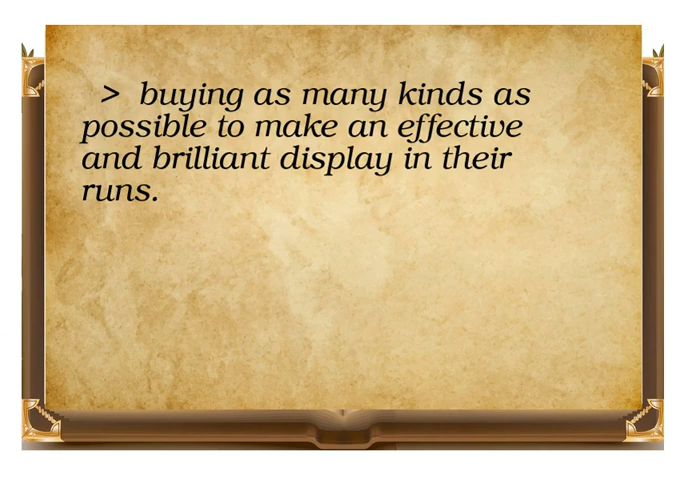 > buying as many kinds as
possible to make an effective
and brilliant display in their
runs.